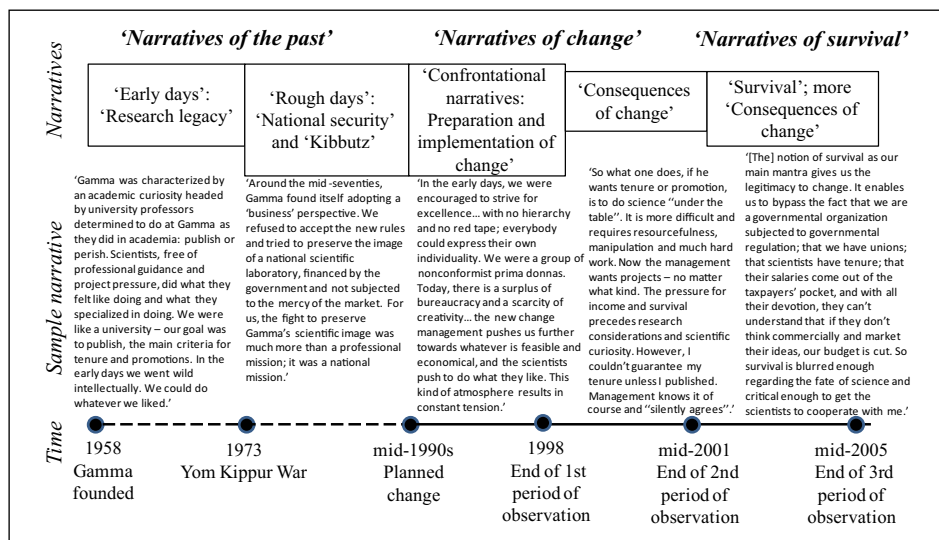 Narratives
'Narratives of the past'
'Narratives of change'
'Narratives of survival'
'Early days':
'Research legacy'
'Rough days':
'National security'
and 'Kibbutz'
'Confrontational
narratives:
Preparation and
implementation of
change'
'Consequences
of change'
'Survival'; more
'Consequences of
change'
Sample narrative
'Gamma was characterized by
an academic curiosity headed
by university professors
determined to do at Gamma as
they did in academia: publish or
perish. Scientists, free of
professional guidance and
project pressure, did what they
felt like doing and what they
specialized in doing. We were
like a university – our goal was
to publish, the main criteria for
tenure and promotions. In the
early days we went wild
intellectually. We could do
whatever we liked.'
'Around the mid-seventies,
Gamma found itself adopting a
'business' perspective. We
refused to accept the new rules
and tried to preserve the image
of a national scientific
laboratory, financed by the
government and not subjected
to the mercy of the market. For
us, the fight to preserve
Gamma's scientific image was
much more than a professional
mission; it was a national
mission.'
'In the early days, we were
encouraged to strive for
excellence… with no hierarchy
and no red tape; everybody
could express their own
individuality. We were a group of
nonconformist prima donnas.
Today, there is a surplus of
bureaucracy and a scarcity of
creativity… the new change
management pushes us further
towards whatever is feasible and
economical, and the scientists
push to do what they like. This
kind of atmosphere results in
constant tension.'
'So what one does, if he
wants tenure or promotion,
is to do science "under the
table". It is more difficult and
requires resourcefulness,
manipulation and much hard
work. Now the management
wants projects – no matter
what kind. The pressure for
income and survival
precedes research
considerations and scientific
curiosity. However, I
couldn't guarantee my
tenure unless I published.
Management knows it of
course and "silently agrees".'
'[The] notion of survival as our
main mantra gives us the
legitimacy to change. It enables
us to bypass the fact that we are
a governmental organization
subjected to governmental
regulation; that we have unions;
that scientists have tenure; that
their salaries come out of the
taxpayers' pocket, and with all
their devotion, they can't
understand that if they don't
think commercially and market
their ideas, our budget is cut. So
survival is blurred enough
regarding the fate of science and
critical enough to get the
scientists to cooperate with me.'
Time
1958
Gamma
founded
1973
Yom Kippur War
mid-1990s
Planned
change
1998
End of 1st
period of
observation
mid-2001
End of 2nd
period of
observation
mid-2005
End of 3rd
period of
observation